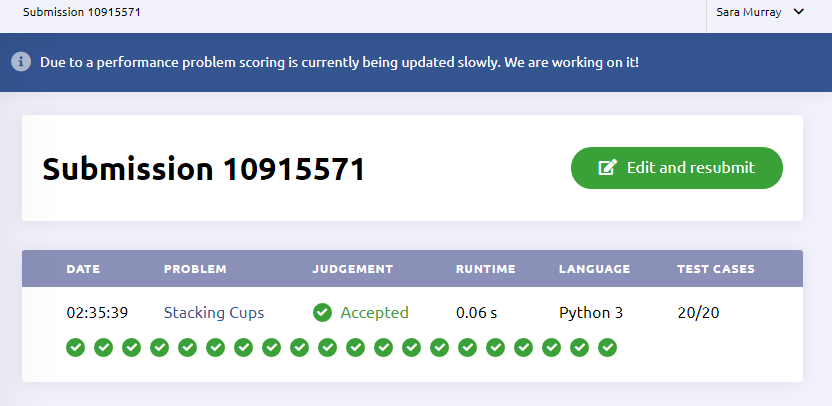 Submission 10915571
Sara Murray
Due to a performance problem scoring is currently being updated slowly. We are working on it!
Submission 10915571
Edit and resubmit
DATE PROBLEM JUDGEMENT RUNTIME LANGUAGE TEST CASES
02:35:39 Stacking Cups Accepted 0.06 s Python 3 20/20